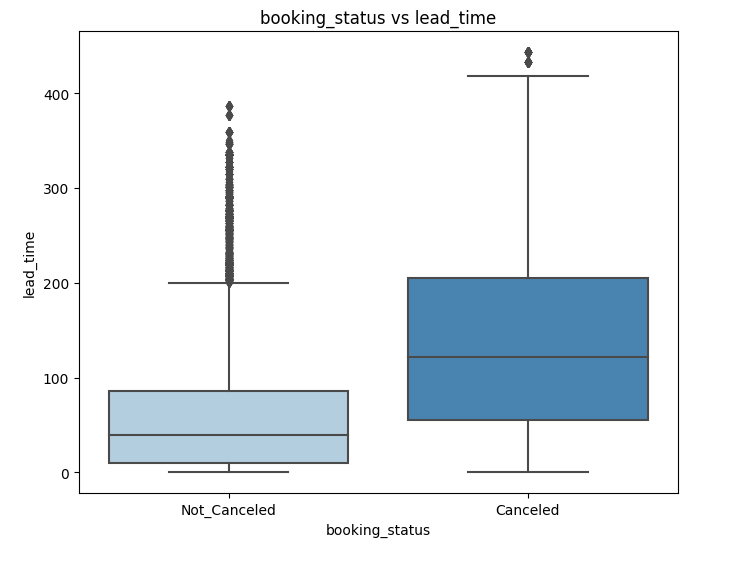 booking_status vs lead_time
400
300
200
100
0
lead_time
Not_Canceled
Canceled
booking_status